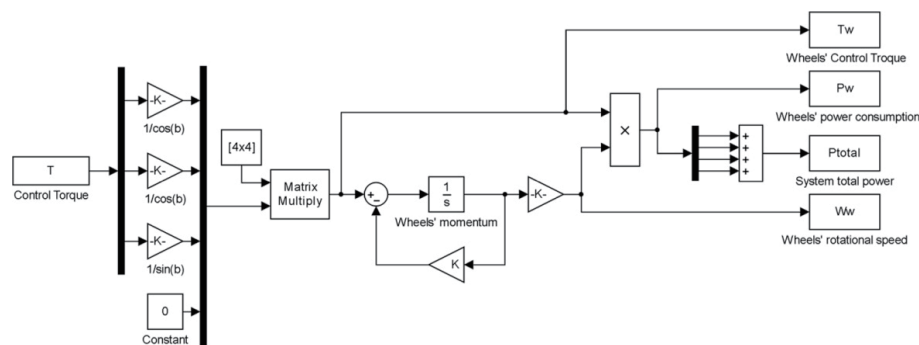 T
Control Torque
-K-
1/cos(b)
-K-
1/cos(b)
-K-
1/sin(b)
0
Constant
[4x4]
Matrix
Multiply
+
−
1
s
Wheels' momentum
K
-K-
×
+
+
+
+
Tw
Wheels' Control Troque
Pw
Wheels' power consumption
Ptotal
System total power
Ww
Wheels' rotational speed